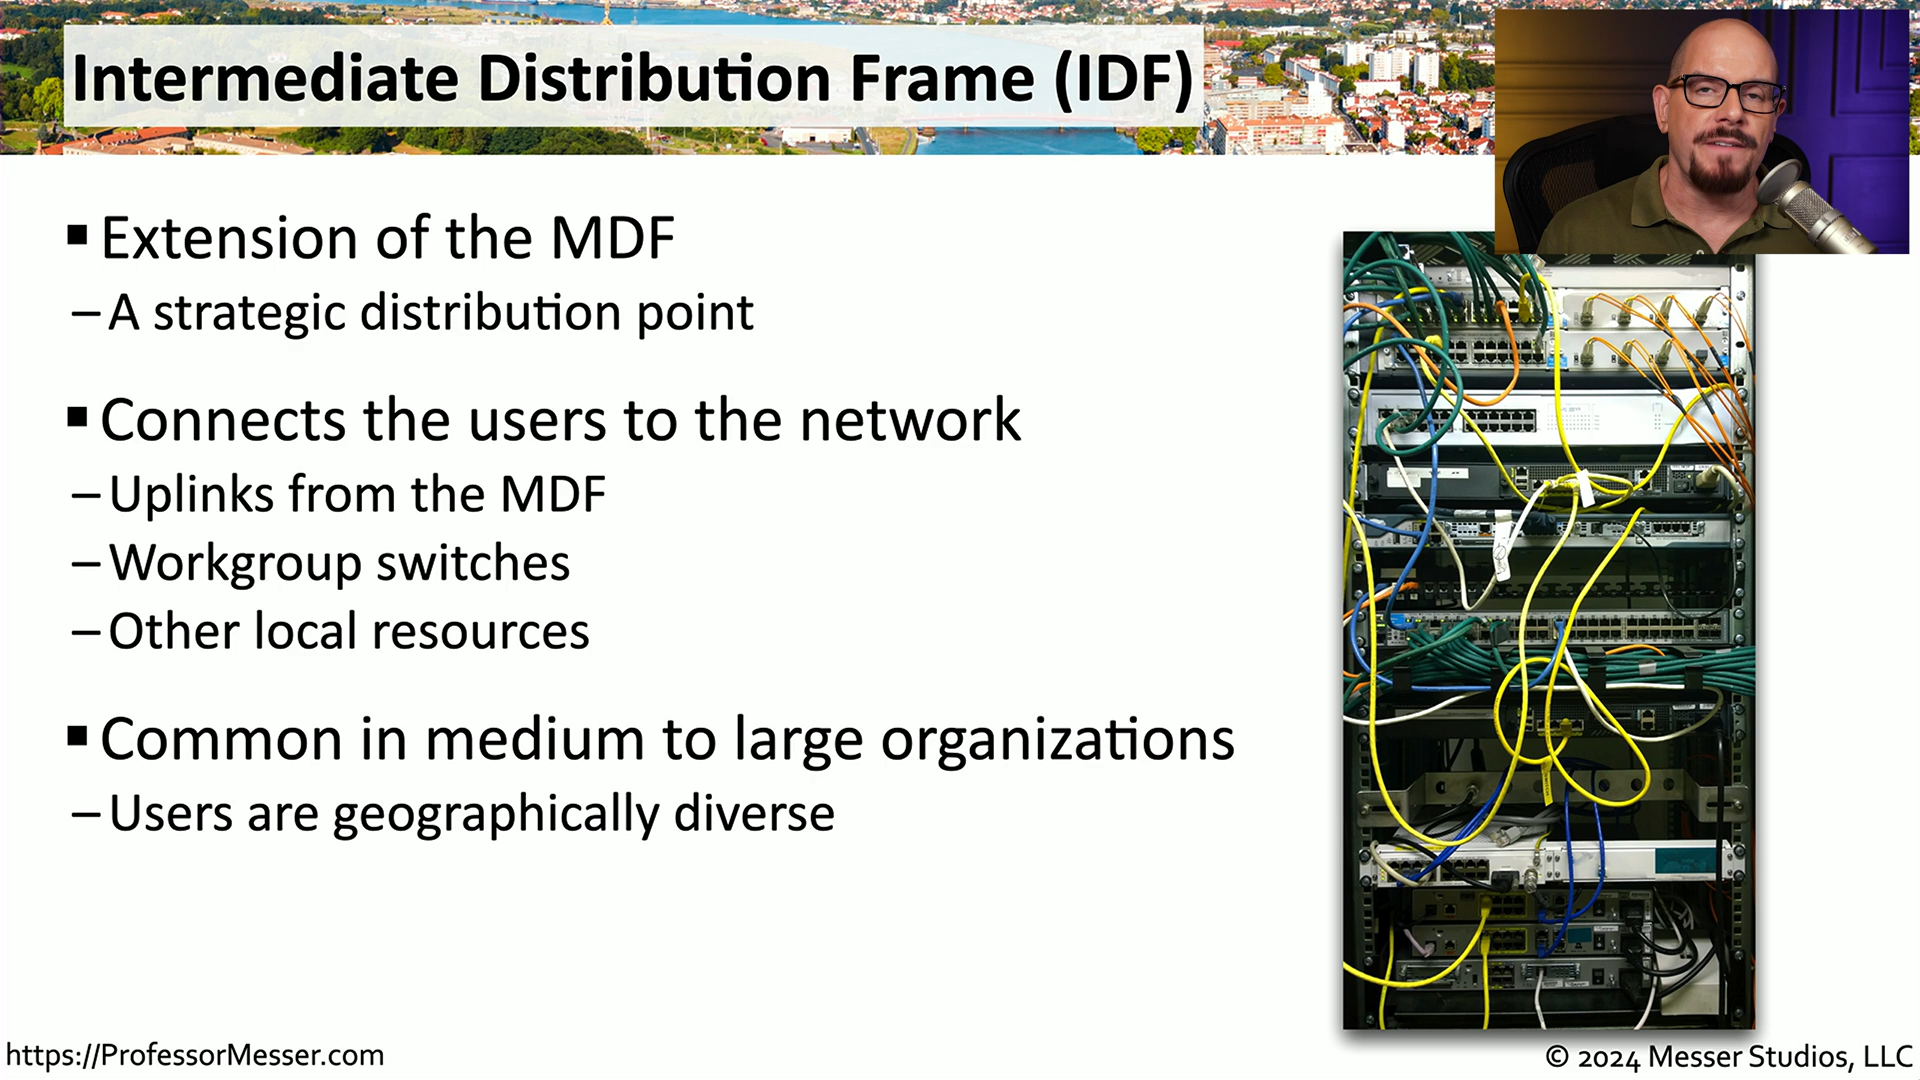 Intermediate Distribution Frame (IDF)
▪ Extension of the MDF
– A strategic distribution point
▪ Connects the users to the network
– Uplinks from the MDF
– Workgroup switches
– Other local resources
▪ Common in medium to large organizations
– Users are geographically diverse
https://ProfessorMesser.com
© 2024 Messer Studios, LLC